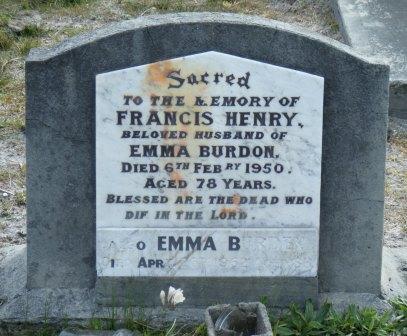 Sacred
TO THE MEMORY OF
FRANCIS HENRY,
BELOVED HUSBAND OF
EMMA BURDON,
DIED 6TH FEBRY 1950.
AGED 78 YEARS.
BLESSED ARE THE DEAD WHO
DIE IN THE LORD.
EMMA
APR